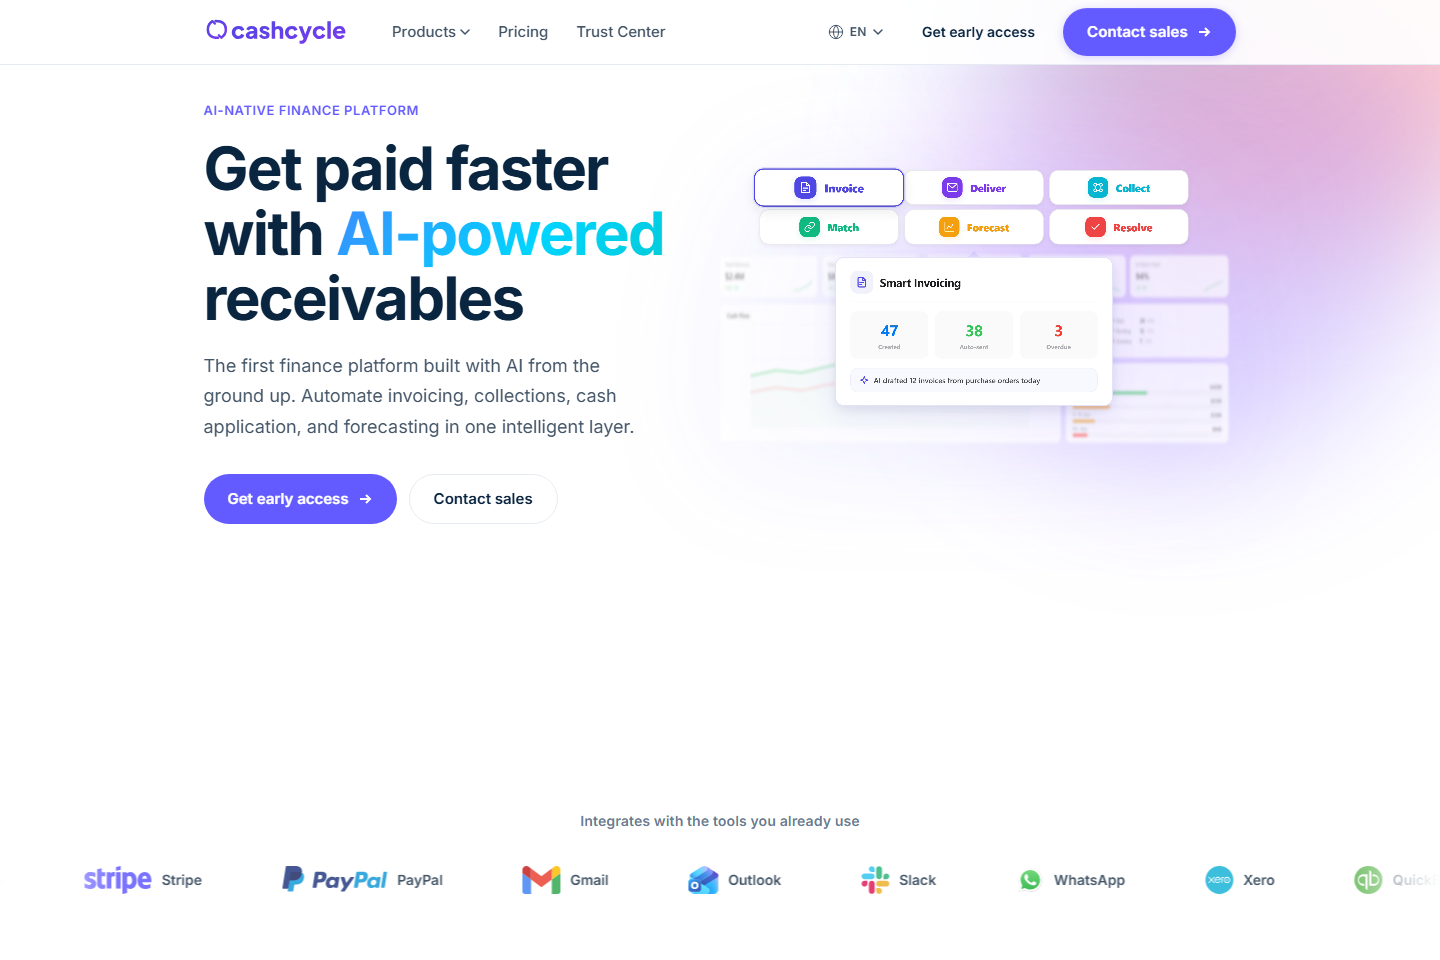 cashcycle
Products
Pricing
Trust Center
EN
Get early access
Contact sales
AI-NATIVE FINANCE PLATFORM
Get paid faster
with AI-powered
receivables
The first finance platform built with AI from the
ground up. Automate invoicing, collections, cash
application, and forecasting in one intelligent layer.
Get early access
Contact sales
Invoice
Deliver
Collect
Match
Forecast
Resolve
Smart Invoicing
47
38
3
Created
Auto-sent
Overdue
AI drafted 12 invoices from purchase orders today
Integrates with the tools you already use
stripe Stripe
PayPal PayPal
Gmail
Outlook
Slack
WhatsApp
xero Xero
qb